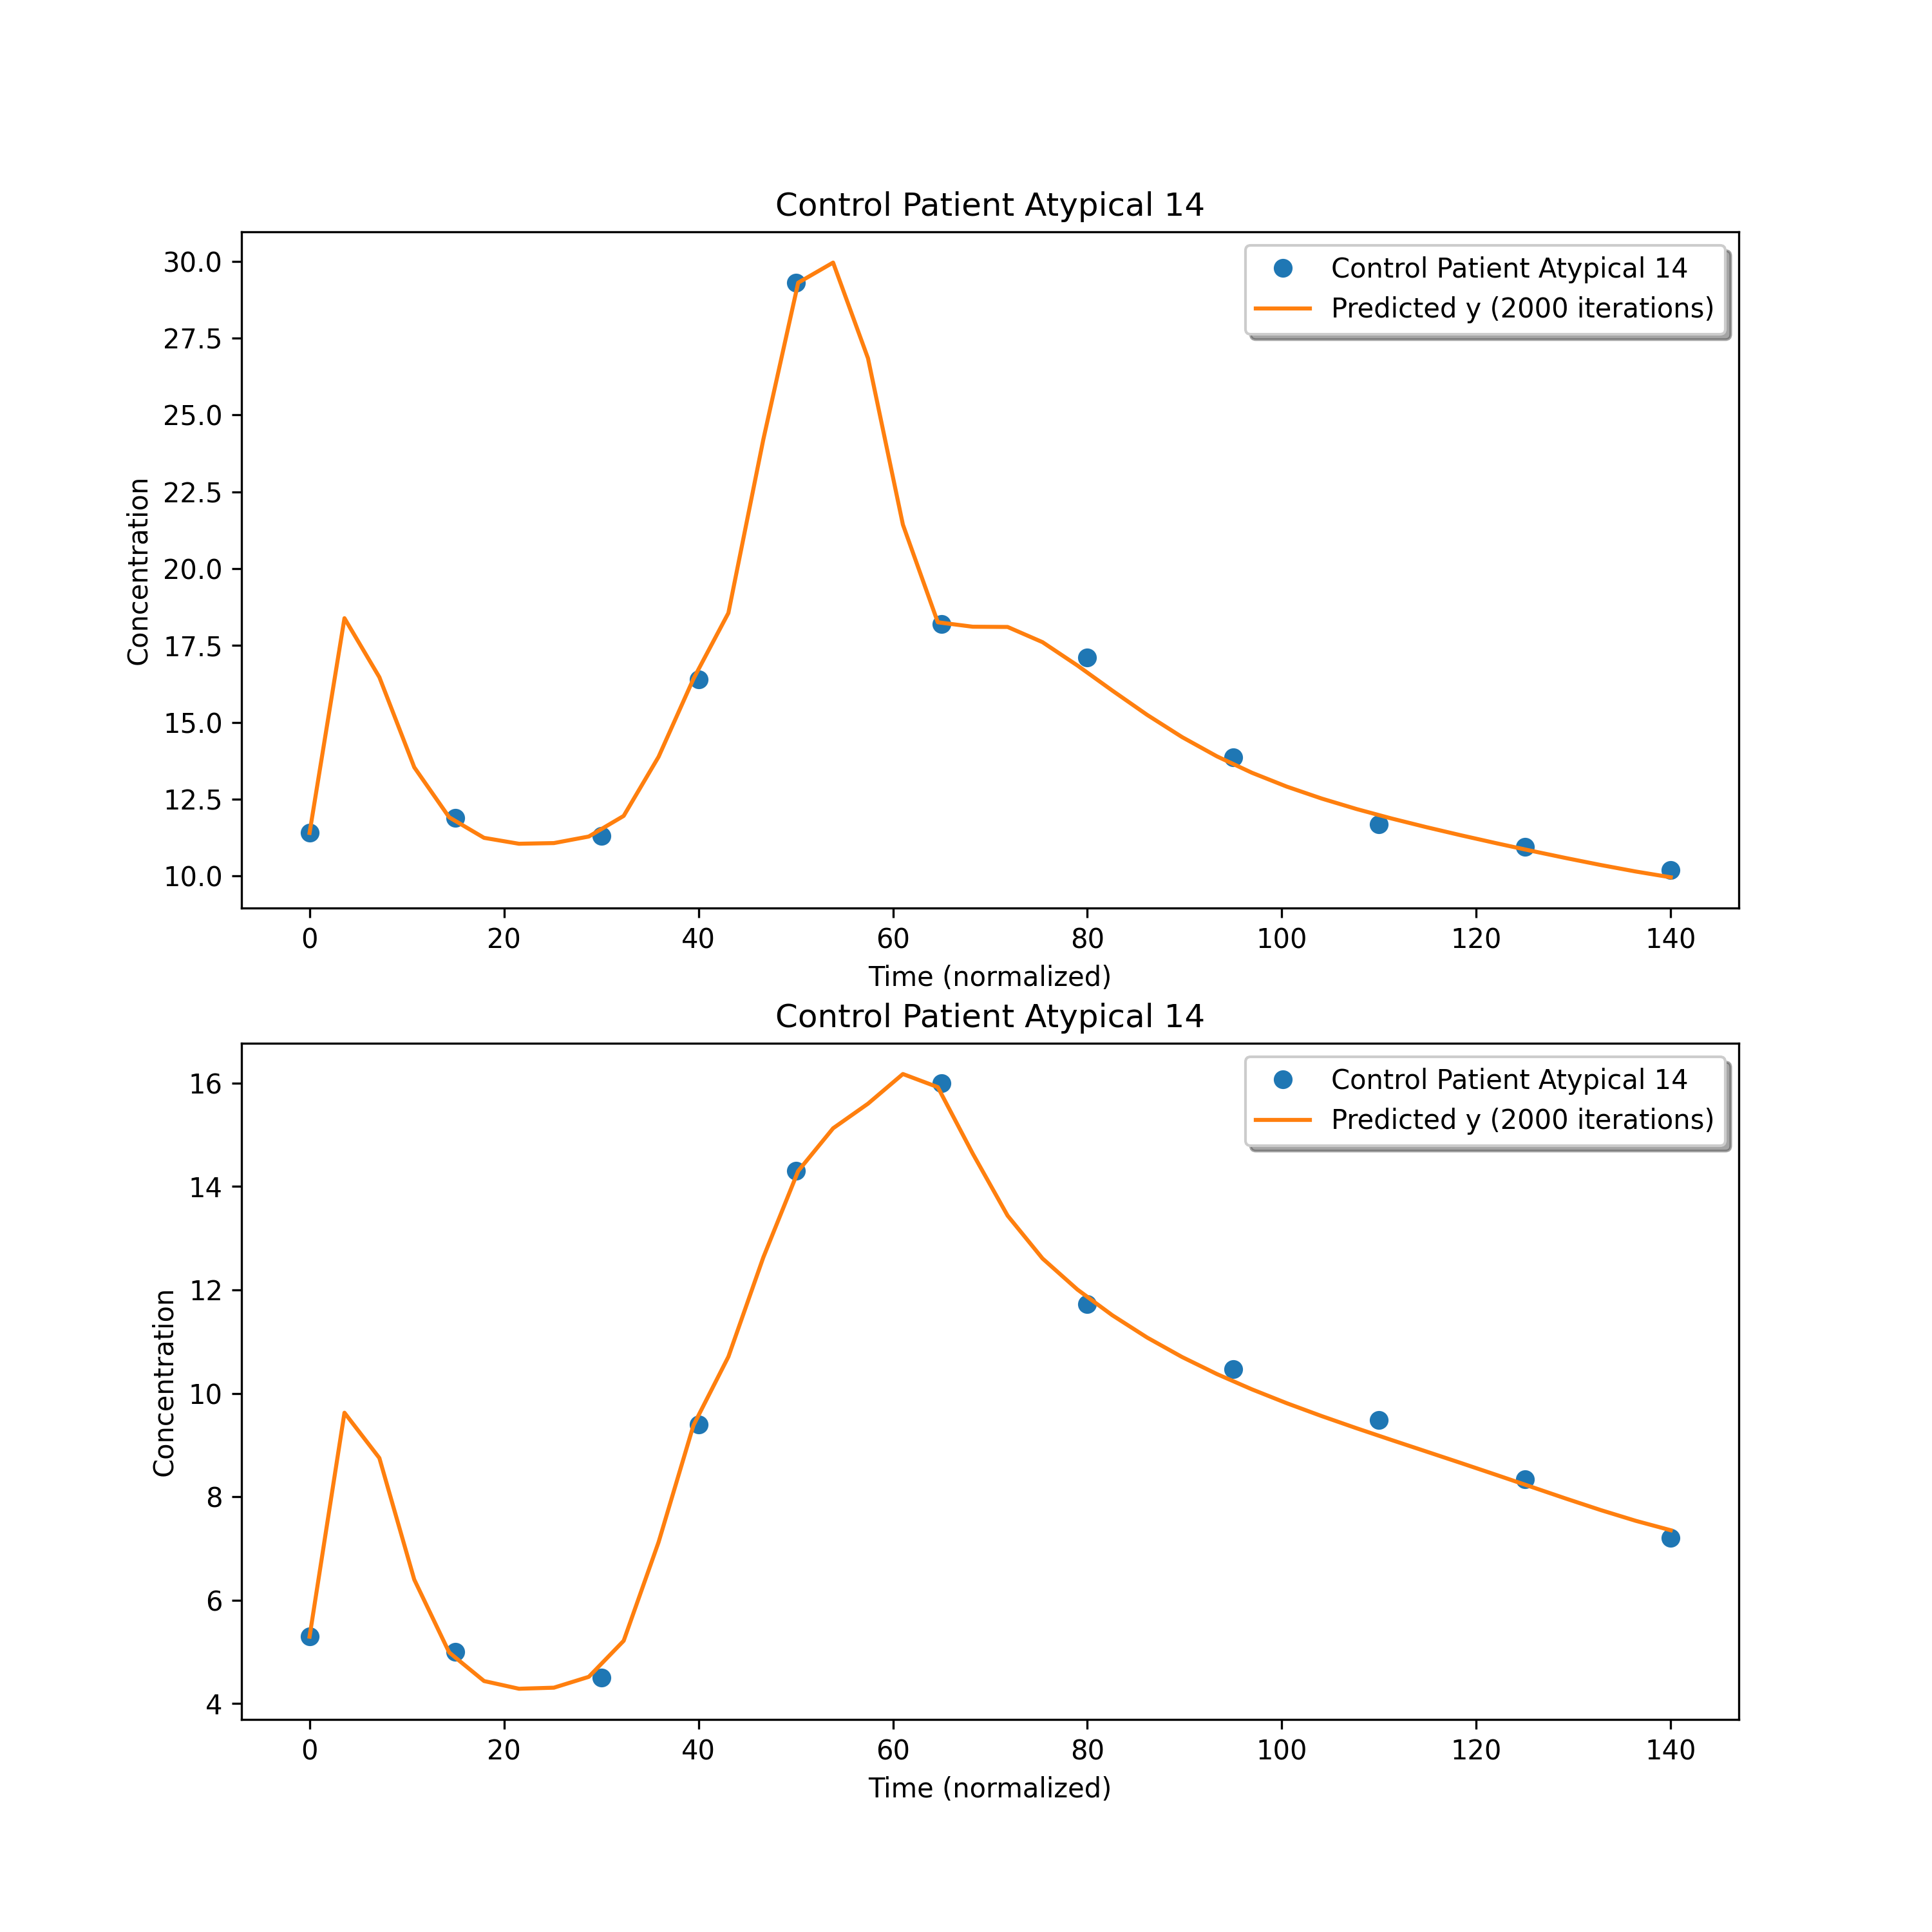 Control Patient Atypical 14
Control Patient Atypical 14
Predicted y (2000 iterations)
30.0
27.5
25.0
22.5
20.0
17.5
15.0
12.5
10.0
Concentration
0 20 40 60 80 100 120 140
Time (normalized)
Control Patient Atypical 14
Control Patient Atypical 14
Predicted y (2000 iterations)
16
14
12
10
8
6
4
Concentration
0 20 40 60 80 100 120 140
Time (normalized)